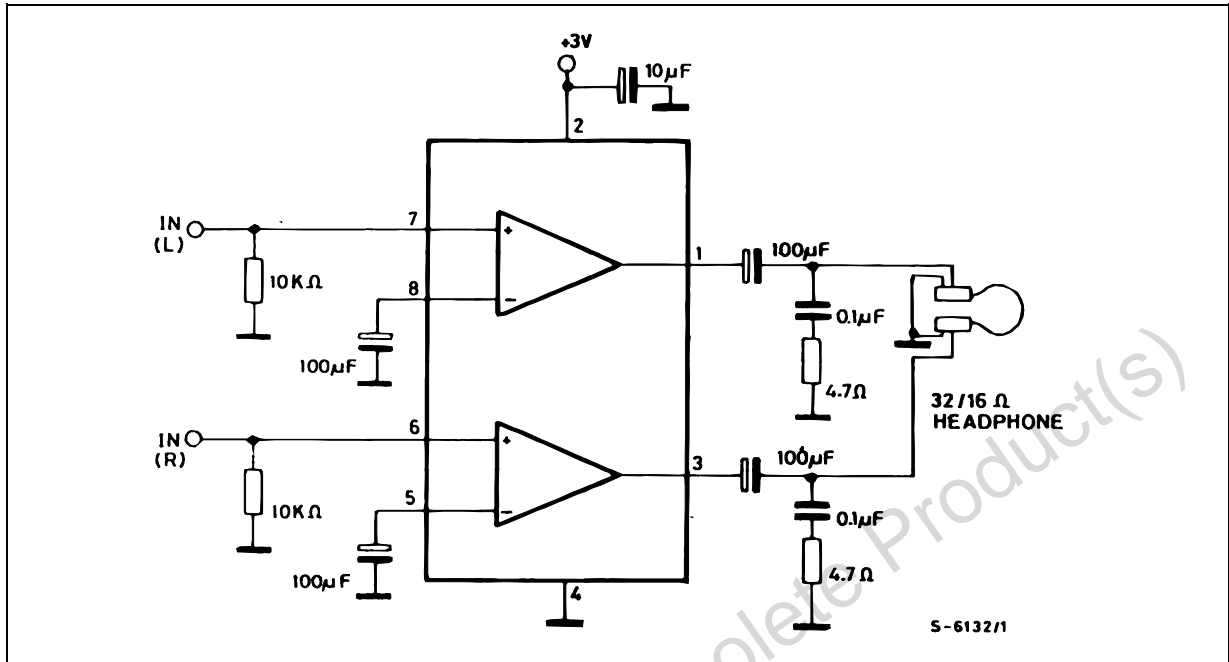 +3V
10µF
2
IN
(L)
7
10KΩ
8
100µF
1
100µF
0.1µF
4.7Ω
32/16 Ω
HEADPHONE
IN
(R)
6
10KΩ
5
100µF
3
100µF
0.1µF
4.7Ω
4
S-6132/1
olete Product(s)